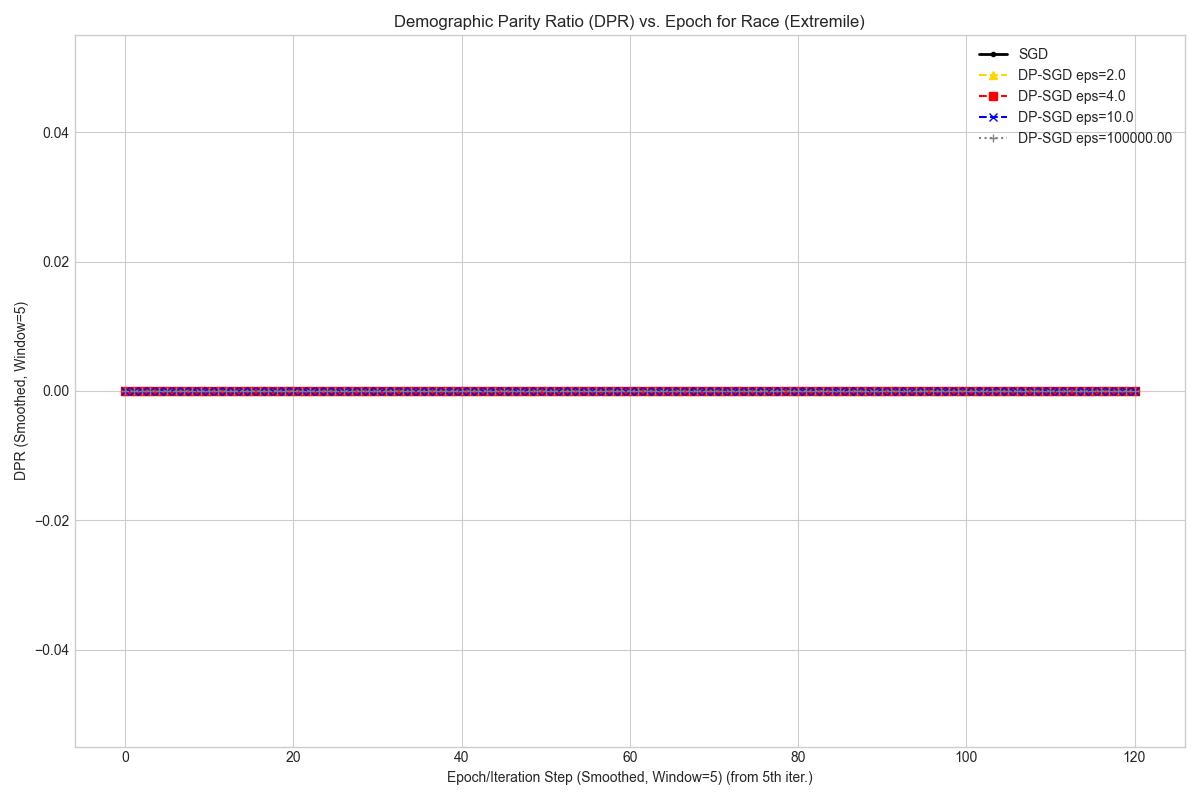 Demographic Parity Ratio (DPR) vs. Epoch for Race (Extremile)
SGD
DP-SGD eps=2.0
DP-SGD eps=4.0
DP-SGD eps=10.0
DP-SGD eps=100000.00
0.04
0.02
0.00
−0.02
−0.04
DPR (Smoothed, Window=5)
0 20 40 60 80 100 120
Epoch/Iteration Step (Smoothed, Window=5) (from 5th iter.)